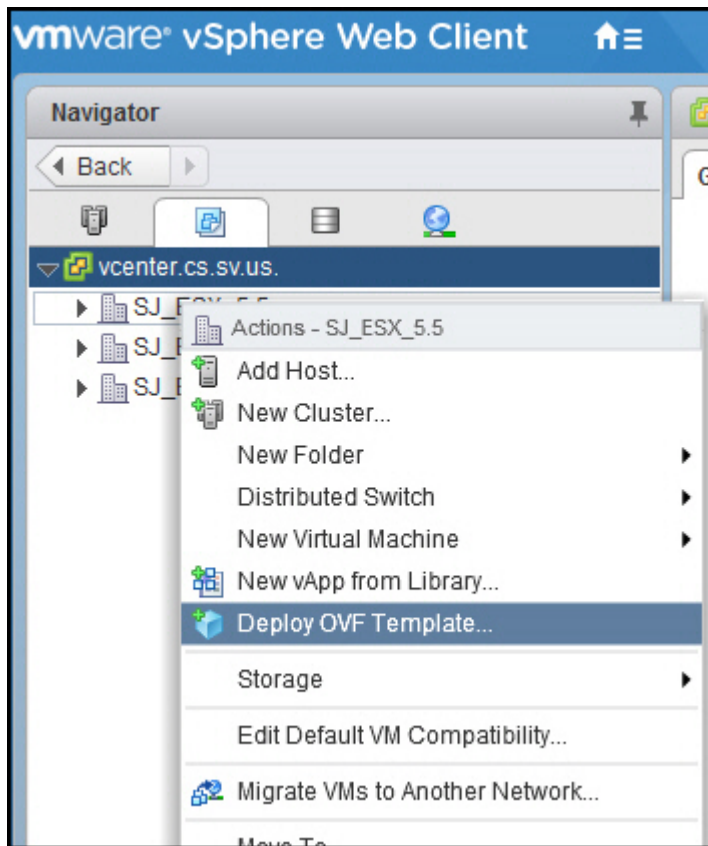 vmware® vSphere Web Client
Navigator
Back
vcenter.cs.sv.us.
SJ_ESX_5.5
Actions - SJ_ESX_5.5
Add Host...
New Cluster...
New Folder
Distributed Switch
New Virtual Machine
New vApp from Library...
Deploy OVF Template...
Storage
Edit Default VM Compatibility...
Migrate VMs to Another Network...
Move To...